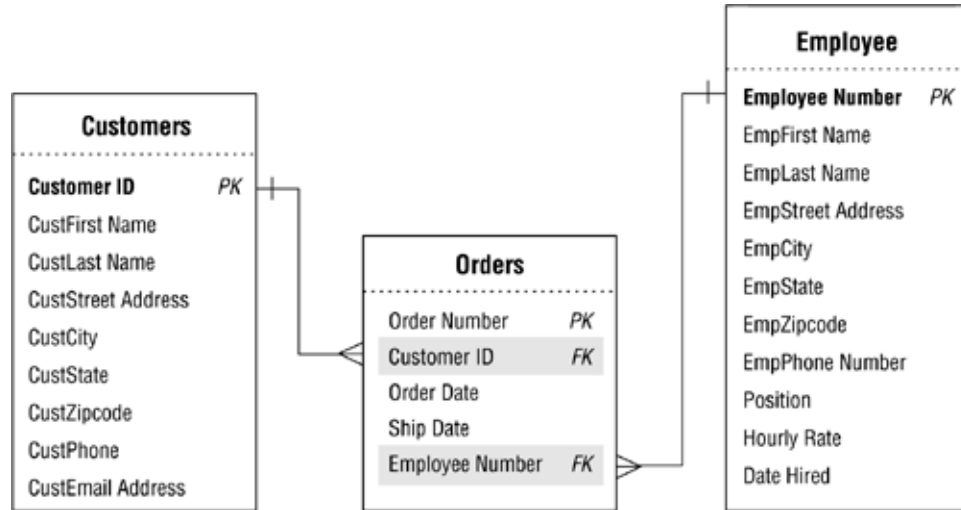 Customers
Customer ID PK
CustFirst Name
CustLast Name
CustStreet Address
CustCity
CustState
CustZipcode
CustPhone
CustEmail Address
Orders
Order Number PK
Customer ID FK
Order Date
Ship Date
Employee Number FK
Employee
Employee Number PK
EmpFirst Name
EmpLast Name
EmpStreet Address
EmpCity
EmpState
EmpZipcode
EmpPhone Number
Position
Hourly Rate
Date Hired